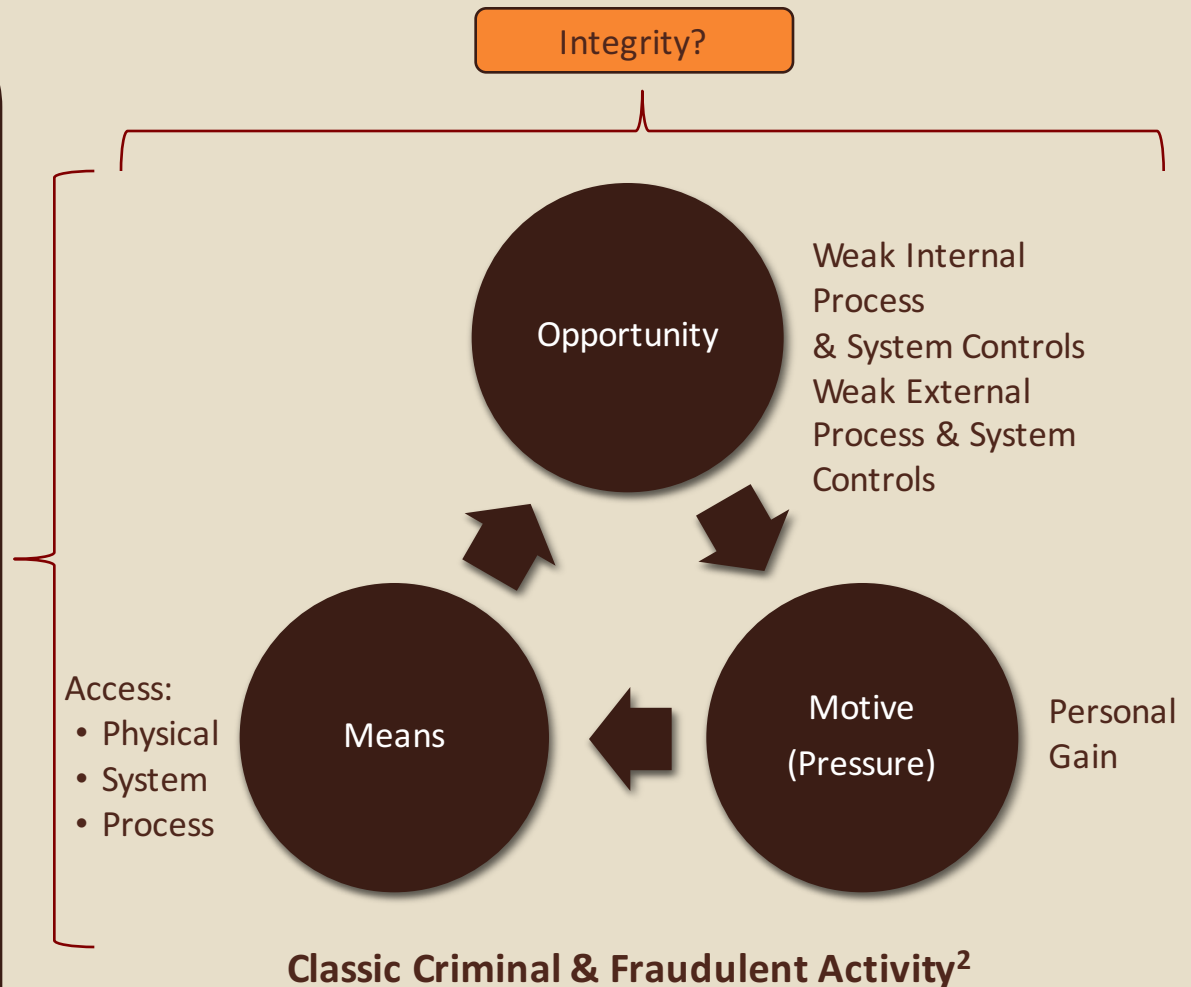 Integrity?
Opportunity
Weak Internal
Process
& System Controls
Weak External
Process & System
Controls
Access:
• Physical
• System
• Process
Means
Motive
(Pressure)
Personal
Gain
Classic Criminal & Fraudulent Activity²